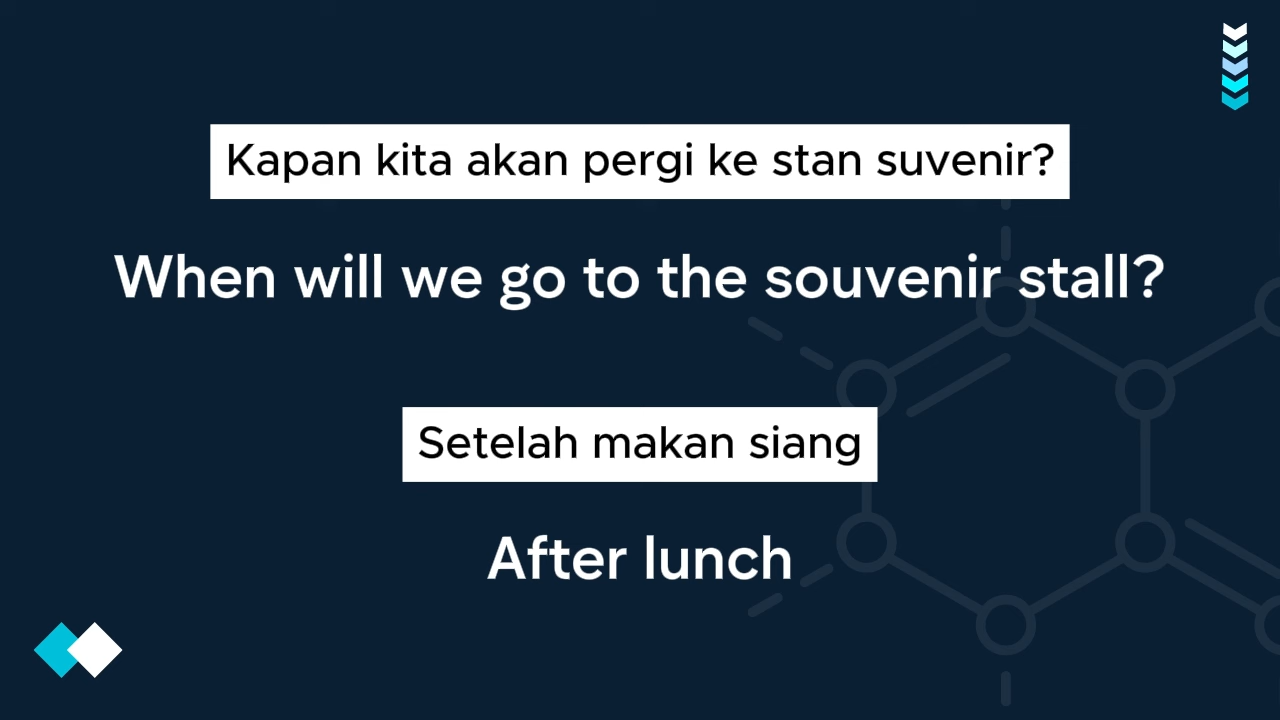 Kapan kita akan pergi ke stan suvenir?
When will we go to the souvenir stall?
Setelah makan siang
After lunch